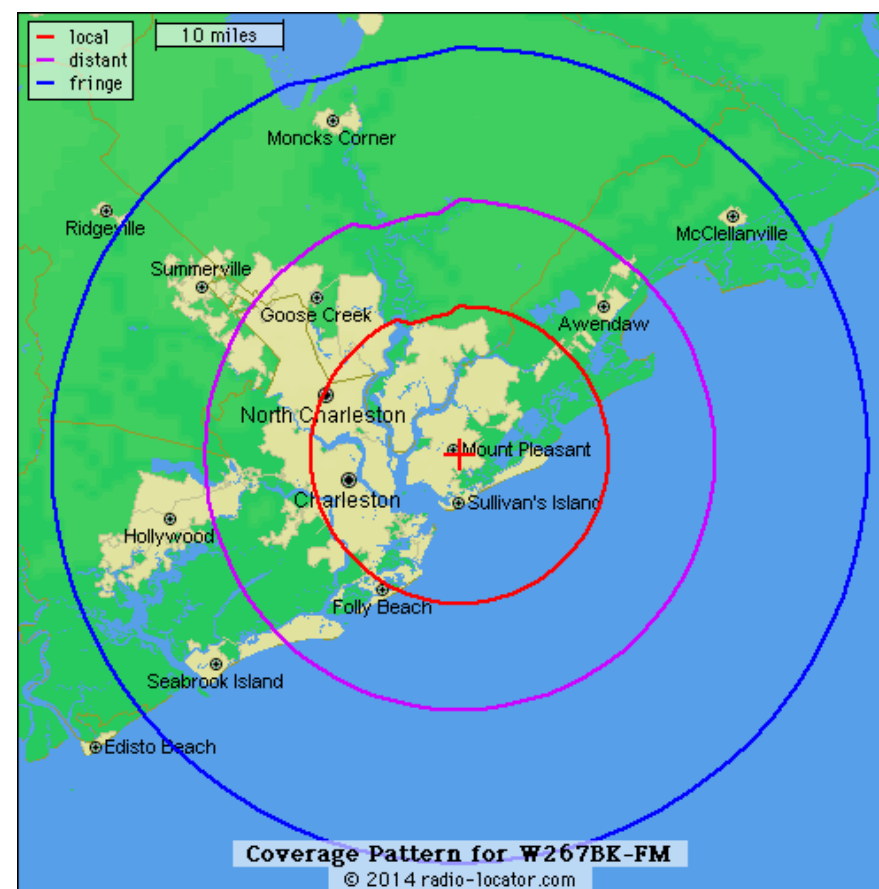 local
distant
fringe
10 miles
Moncks Corner
Ridgeville
McClellanville
Summerville
Goose Creek
Awendaw
North Charleston
Mount Pleasant
Charleston
Sullivan's Island
Hollywood
Folly Beach
Seabrook Island
Edisto Beach
Coverage Pattern for W267BK-FM
© 2014 radio-locator.com